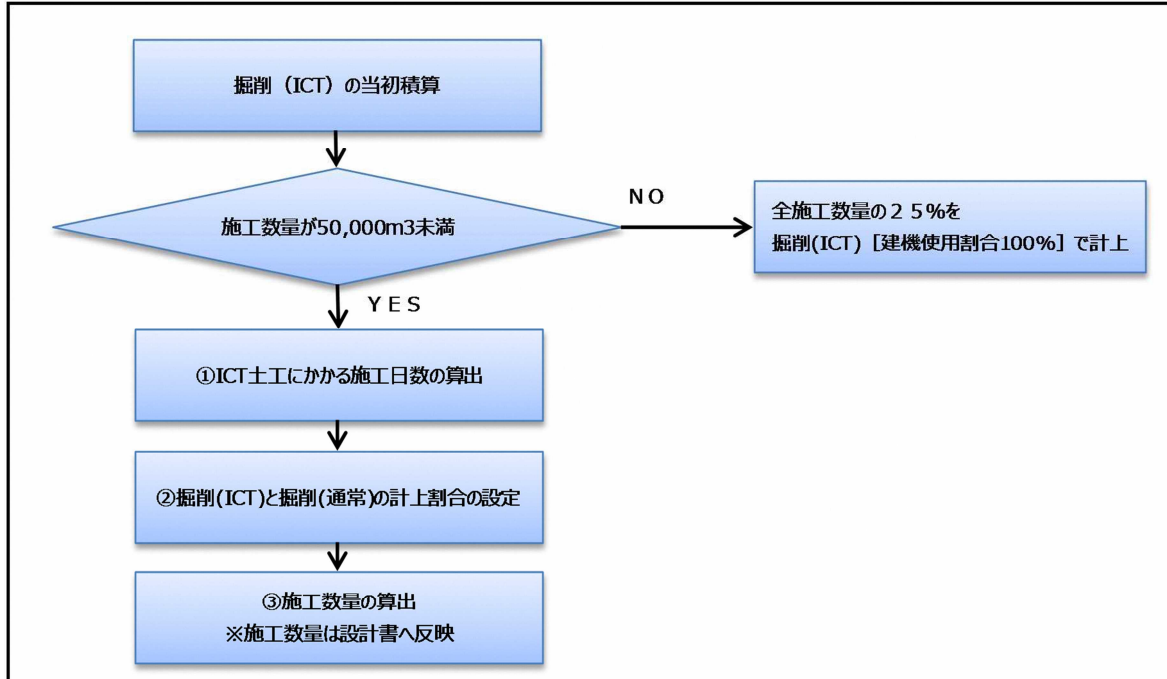 掘削（ICT）の当初積算
施工数量が50,000m3未満
ＮＯ
全施工数量の２５%を
掘削(ICT)［建機使用割合100%］で計上
ＹＥＳ
①ICT土工にかかる施工日数の算出
②掘削(ICT)と掘削(通常)の計上割合の設定
③施工数量の算出
※施工数量は設計書へ反映